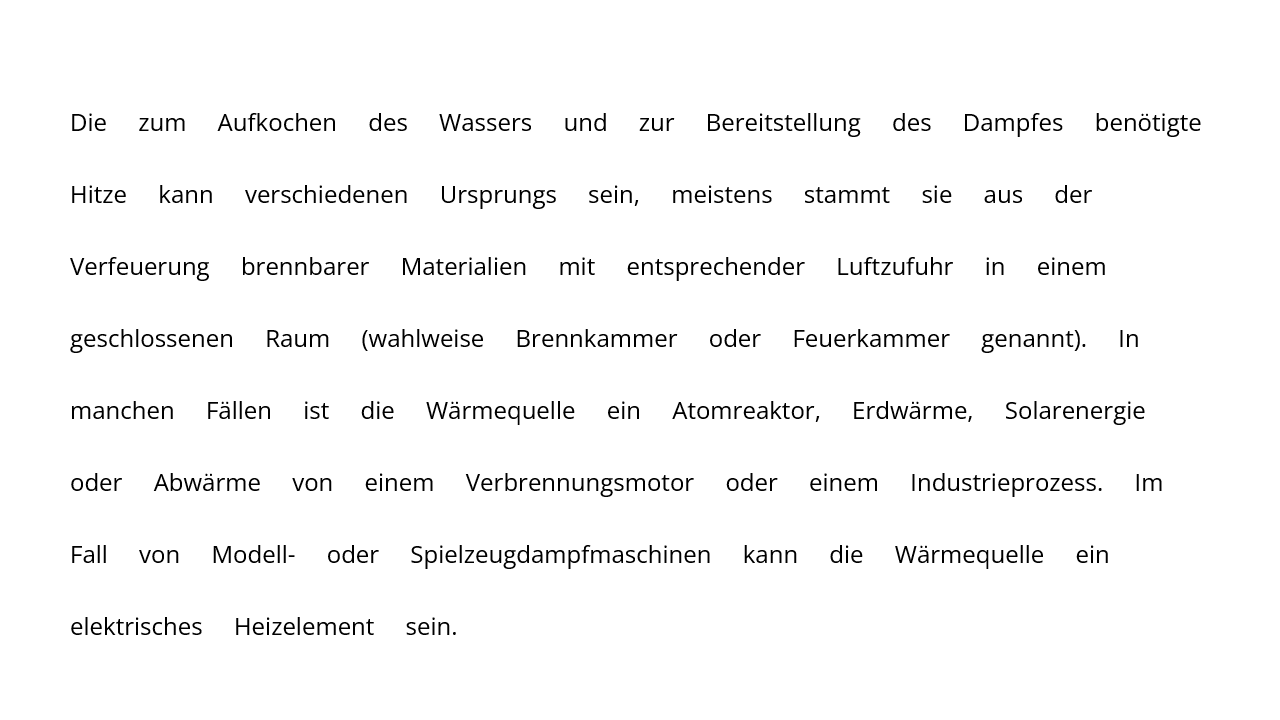 Die zum Aufkochen des Wassers und zur Bereitstellung des Dampfes benötigte
Hitze kann verschiedenen Ursprungs sein, meistens stammt sie aus der
Verfeuerung brennbarer Materialien mit entsprechender Luftzufuhr in einem
geschlossenen Raum (wahlweise Brennkammer oder Feuerkammer genannt). In
manchen Fällen ist die Wärmequelle ein Atomreaktor, Erdwärme, Solarenergie
oder Abwärme von einem Verbrennungsmotor oder einem Industrieprozess. Im
Fall von Modell- oder Spielzeugdampfmaschinen kann die Wärmequelle ein
elektrisches Heizelement sein.